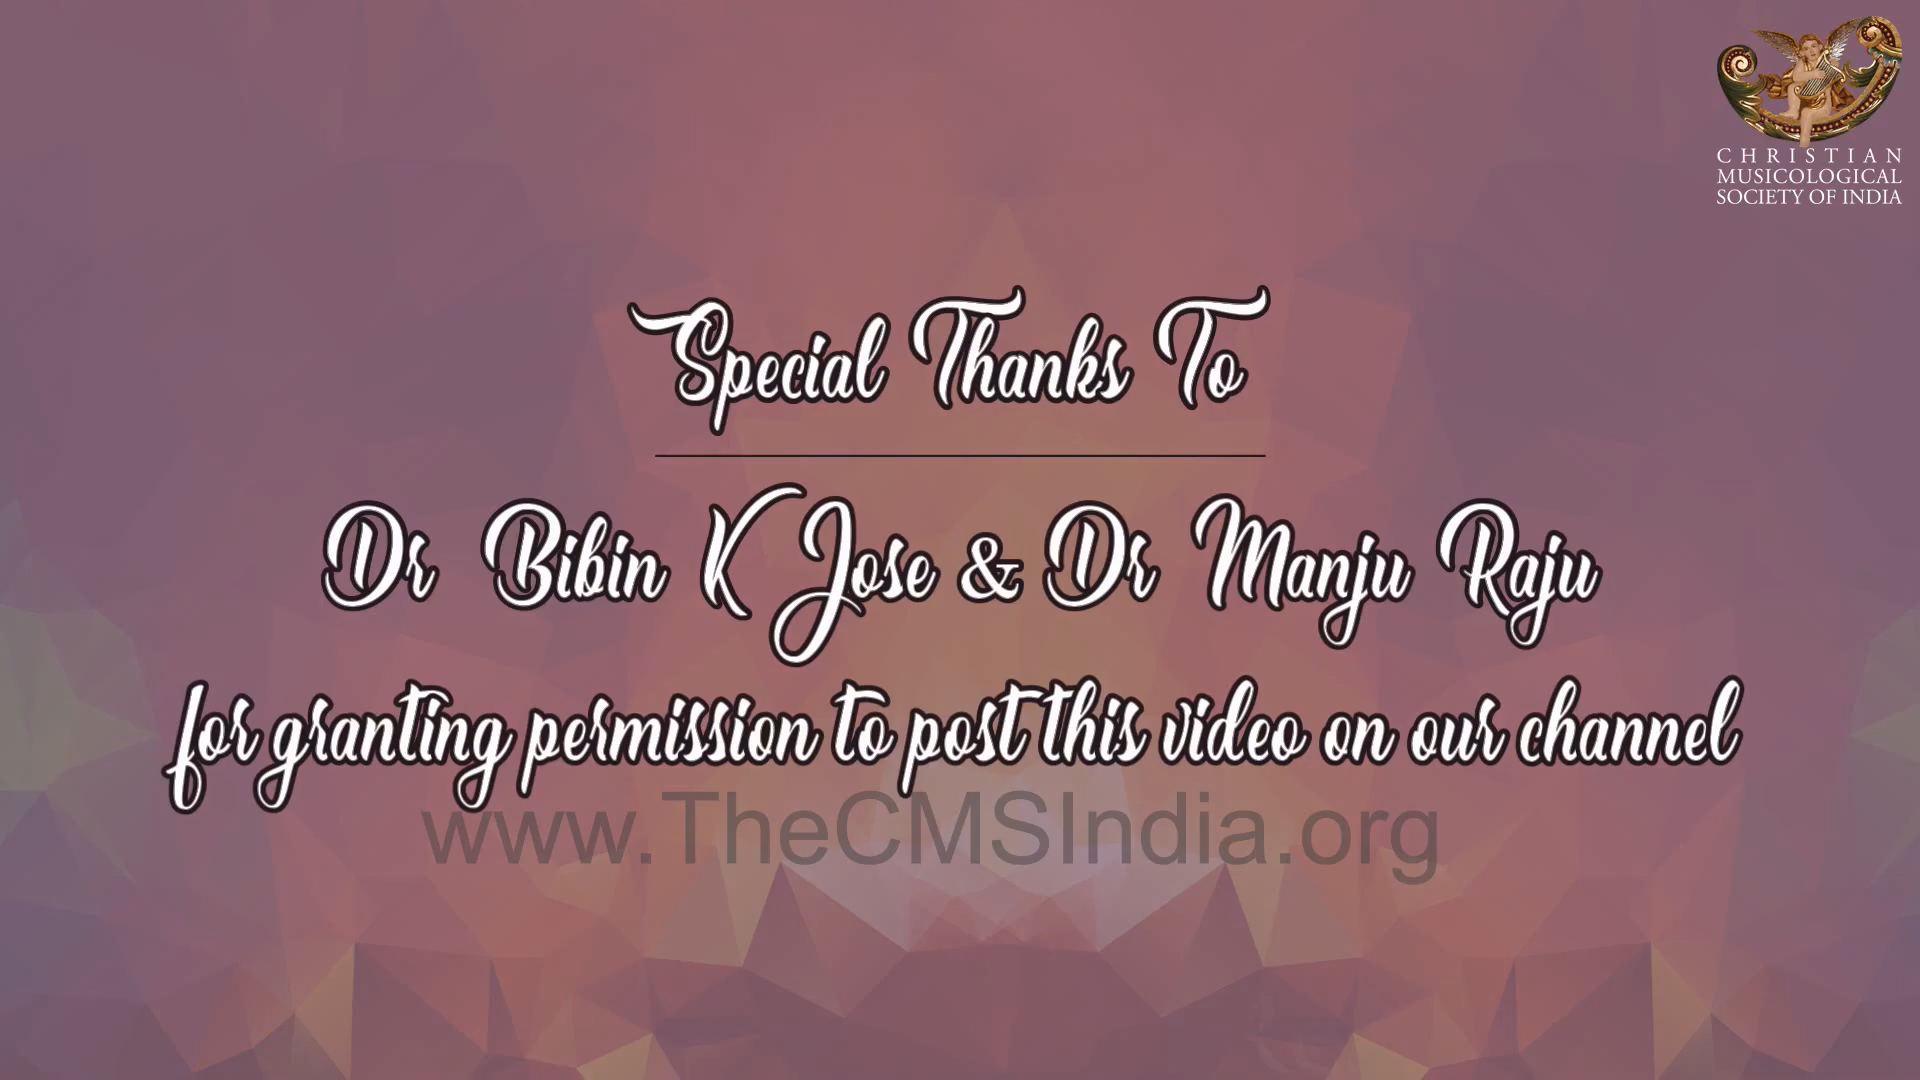 CHRISTIAN
MUSICOLOGICAL
SOCIETY OF INDIA
Special Thanks To
Dr Bibin K Jose & Dr Manju Raju
for granting permission to post this video on our channel
www.TheCMSIndia.org